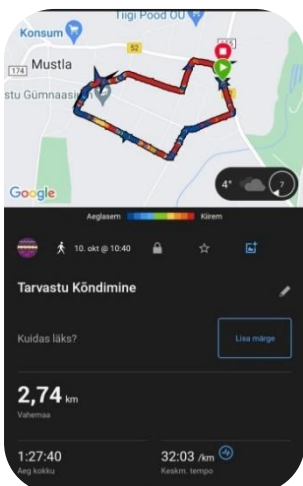 Tiigi Pood OÜ
Konsum
52
174
Mustla
stu Gümnaasi
Google
4°
7
Aeglasem
Kiirem
10. okt @ 10:40
Tarvastu Kõndimine
Kuidas läks?
Lisa märge
2,74 km
Vahemaa
1:27:40
32:03 /km
Aeg kokku
Keskm. tempo